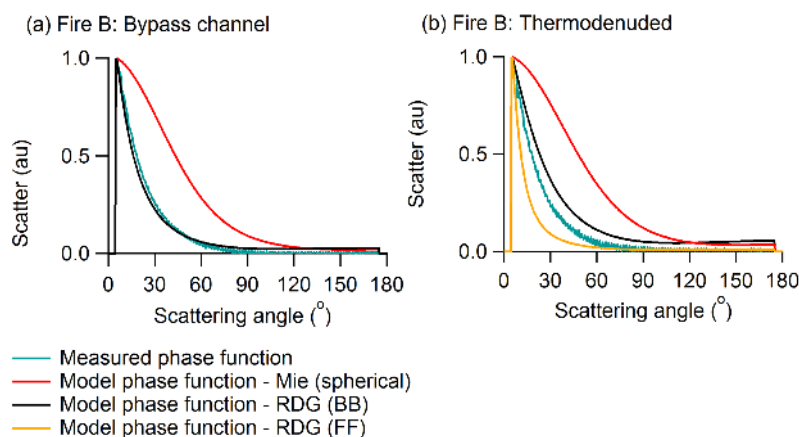 (a) Fire B: Bypass channel
(b) Fire B: Thermodenuded
1.0
0.5
0.0
Scatter (au)
0 30 60 90 120 150 180
Scattering angle (°)
1.0
0.5
0.0
Scatter (au)
0 30 60 90 120 150 180
Scattering angle (°)
Measured phase function
Model phase function - Mie (spherical)
Model phase function - RDG (BB)
Model phase function - RDG (FF)